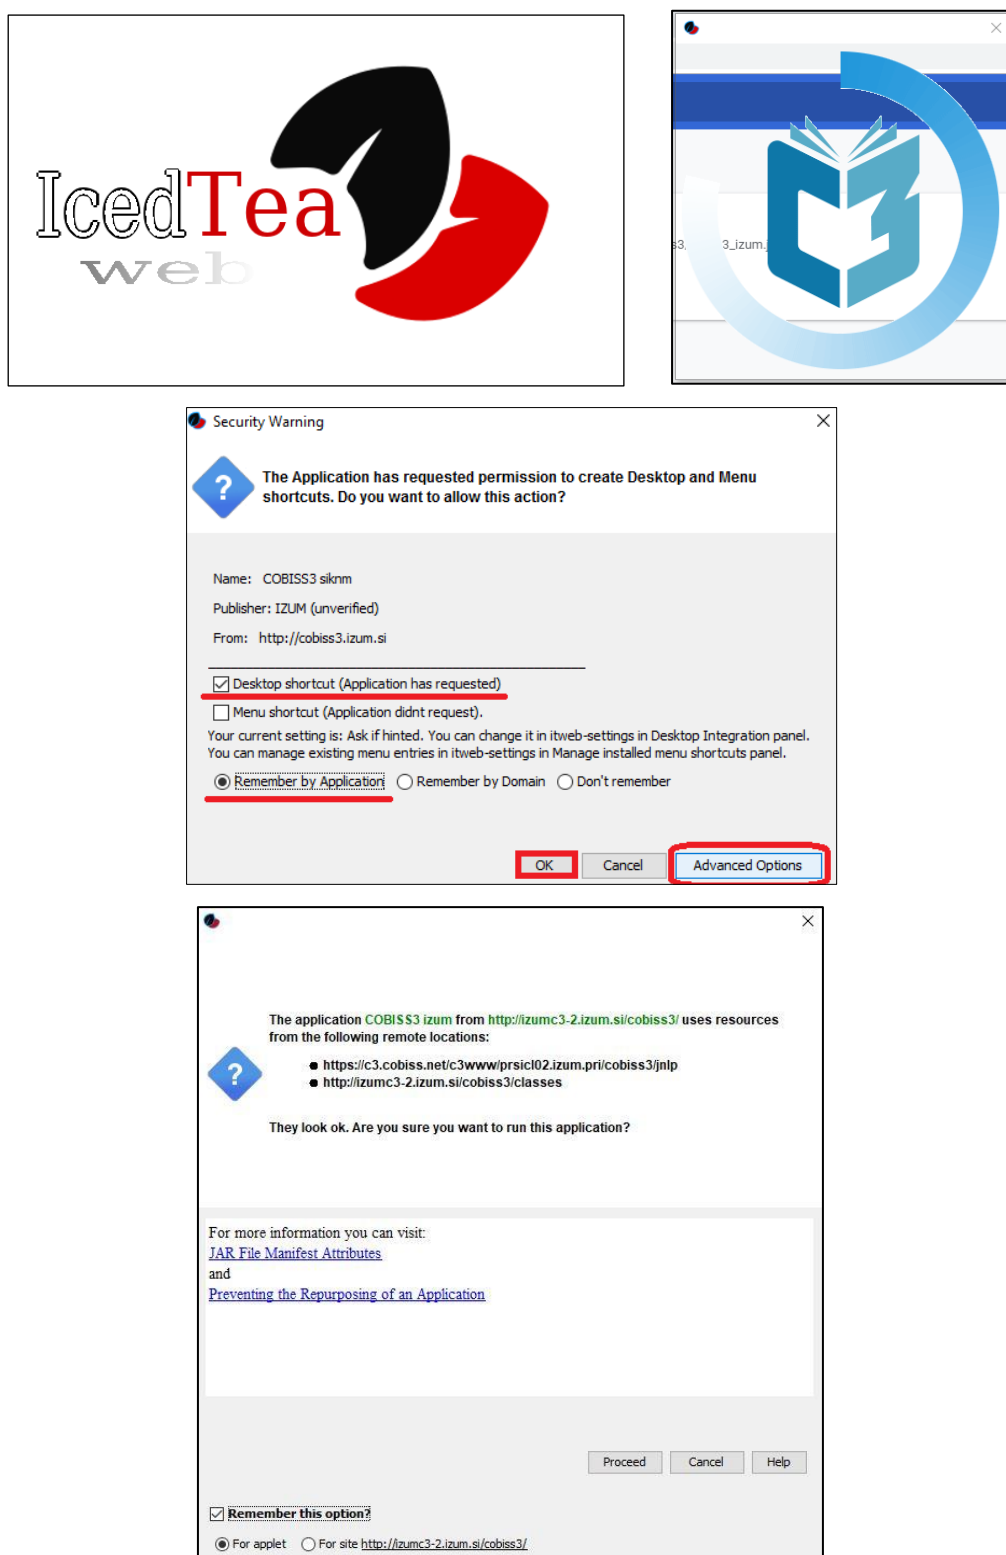 IcedTea
web
s3,
3_izum.j
Security Warning
The Application has requested permission to create Desktop and Menu
shortcuts. Do you want to allow this action?
Name: COBISS3 siknm
Publisher: IZUM (unverified)
From: http://cobiss3.izum.si
Desktop shortcut (Application has requested)
Menu shortcut (Application didnt request).
Your current setting is: Ask if hinted. You can change it in itweb-settings in Desktop Integration panel.
You can manage existing menu entries in itweb-settings in Manage installed menu shortcuts panel.
Remember by Application Remember by Domain Don't remember
OK Cancel Advanced Options
The application COBISS3 izum from http://izumc3-2.izum.si/cobiss3/ uses resources
from the following remote locations:
https://c3.cobiss.net/c3www/prsicl02.izum.pri/cobiss3/jnlp
http://izumc3-2.izum.si/cobiss3/classes
They look ok. Are you sure you want to run this application?
For more information you can visit:
JAR File Manifest Attributes
and
Preventing the Repurposing of an Application
Proceed Cancel Help
Remember this option?
For applet For site http://izumc3-2.izum.si/cobiss3/